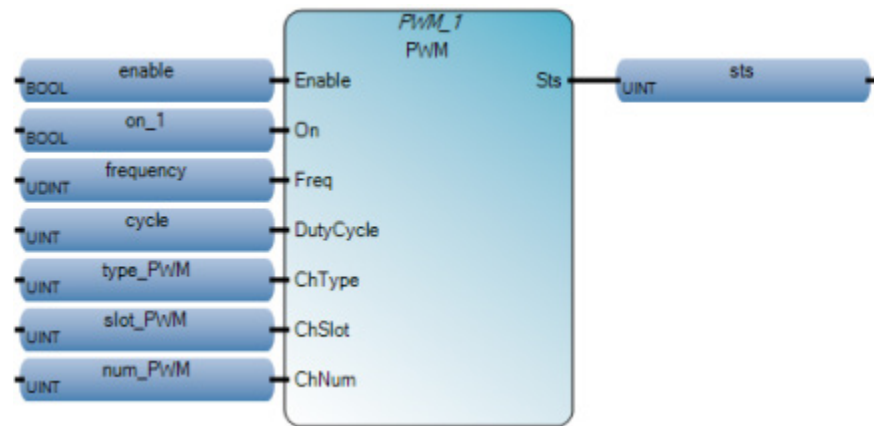 PWM_1
PWM
enable
BOOL
Enable
Sts
sts
UINT
on_1
BOOL
On
frequency
UDINT
Freq
cycle
UINT
DutyCycle
type_PWM
UINT
ChType
slot_PWM
UINT
ChSlot
num_PWM
UINT
ChNum